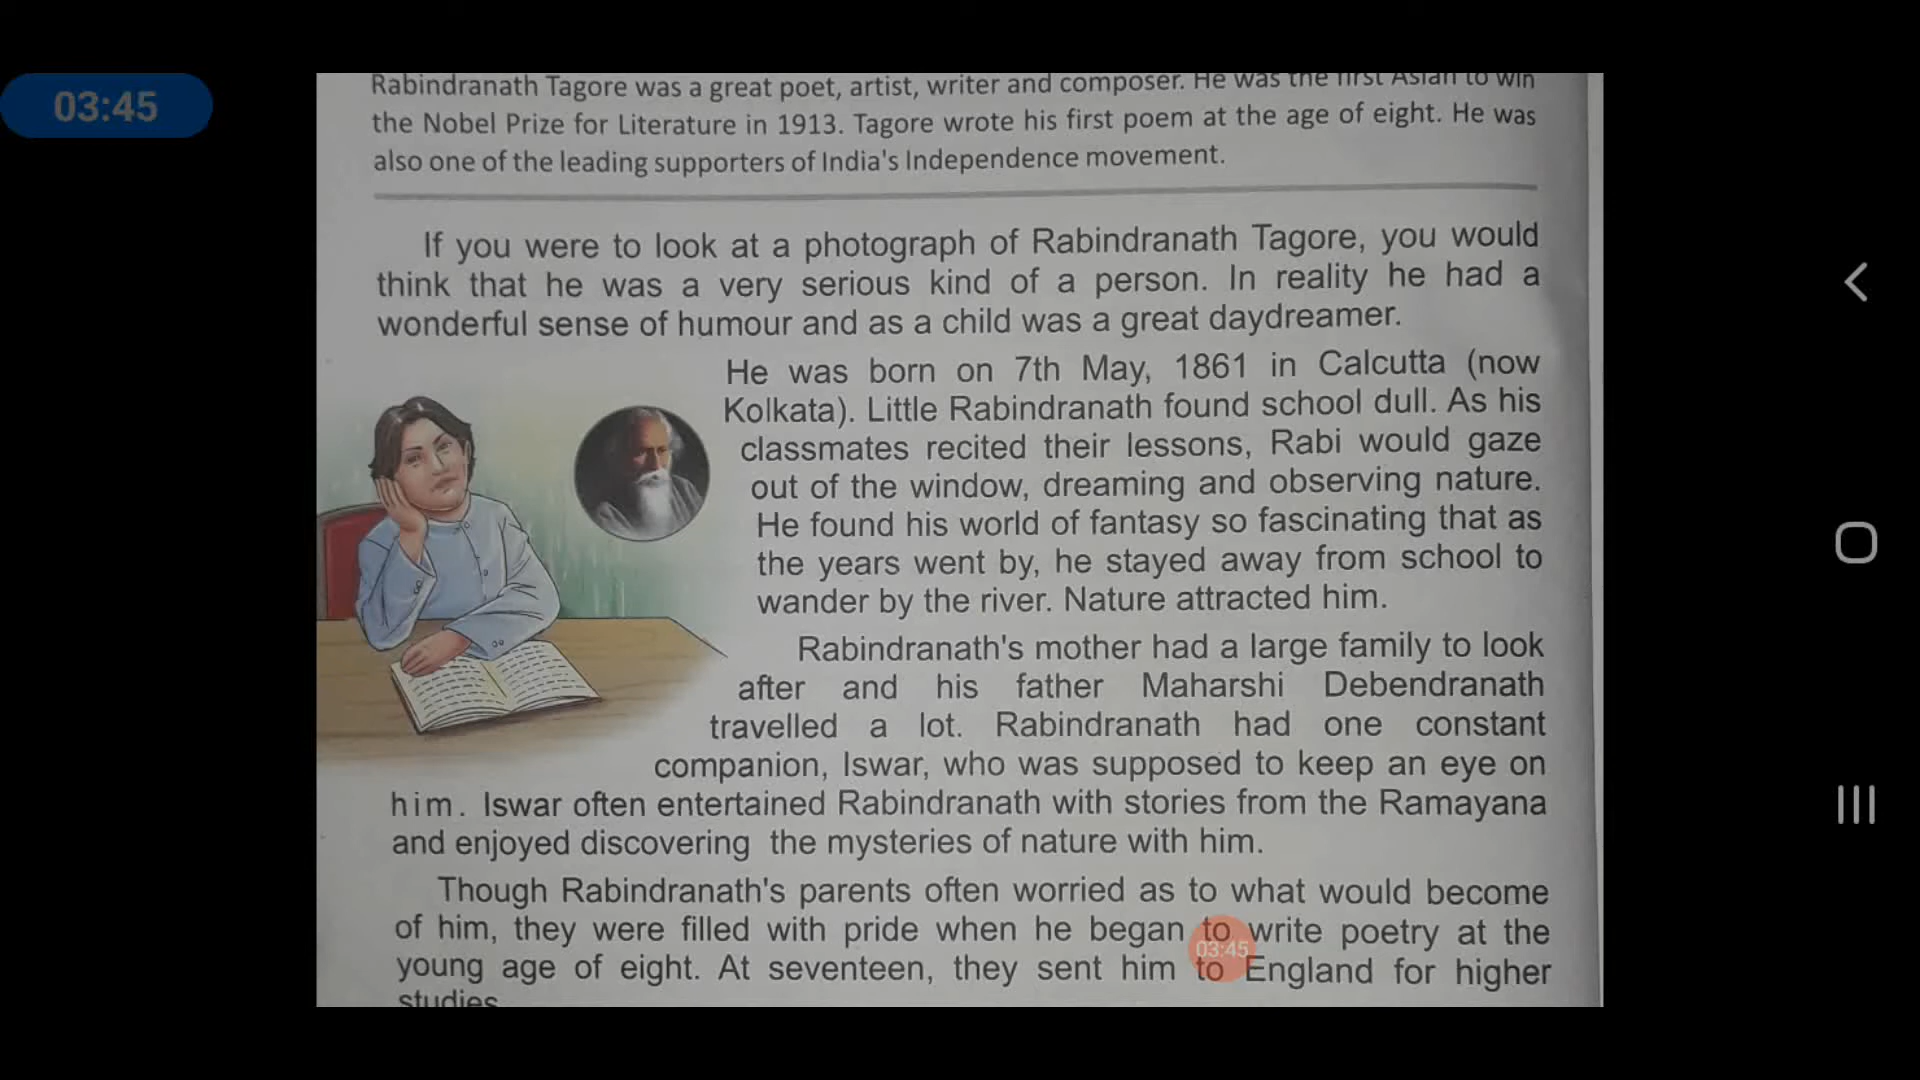 03:45
Rabindranath Tagore was a great poet, artist, writer and composer. He was the first Asian to win
the Nobel Prize for Literature in 1913. Tagore wrote his first poem at the age of eight. He was
also one of the leading supporters of India's Independence movement.
If you were to look at a photograph of Rabindranath Tagore, you would
think that he was a very serious kind of a person. In reality he had a
wonderful sense of humour and as a child was a great daydreamer.
He was born on 7th May, 1861 in Calcutta (now
Kolkata). Little Rabindranath found school dull. As his
classmates recited their lessons, Rabi would gaze
out of the window, dreaming and observing nature.
He found his world of fantasy so fascinating that as
the years went by, he stayed away from school to
wander by the river. Nature attracted him.
Rabindranath's mother had a large family to look
after and his father Maharshi Debendranath
travelled a lot. Rabindranath had one constant
companion, Iswar, who was supposed to keep an eye on
him. Iswar often entertained Rabindranath with stories from the Ramayana
and enjoyed discovering the mysteries of nature with him.
Though Rabindranath's parents often worried as to what would become
of him, they were filled with pride when he began to write poetry at the
03:45
young age of eight. At seventeen, they sent him to England for higher
studies